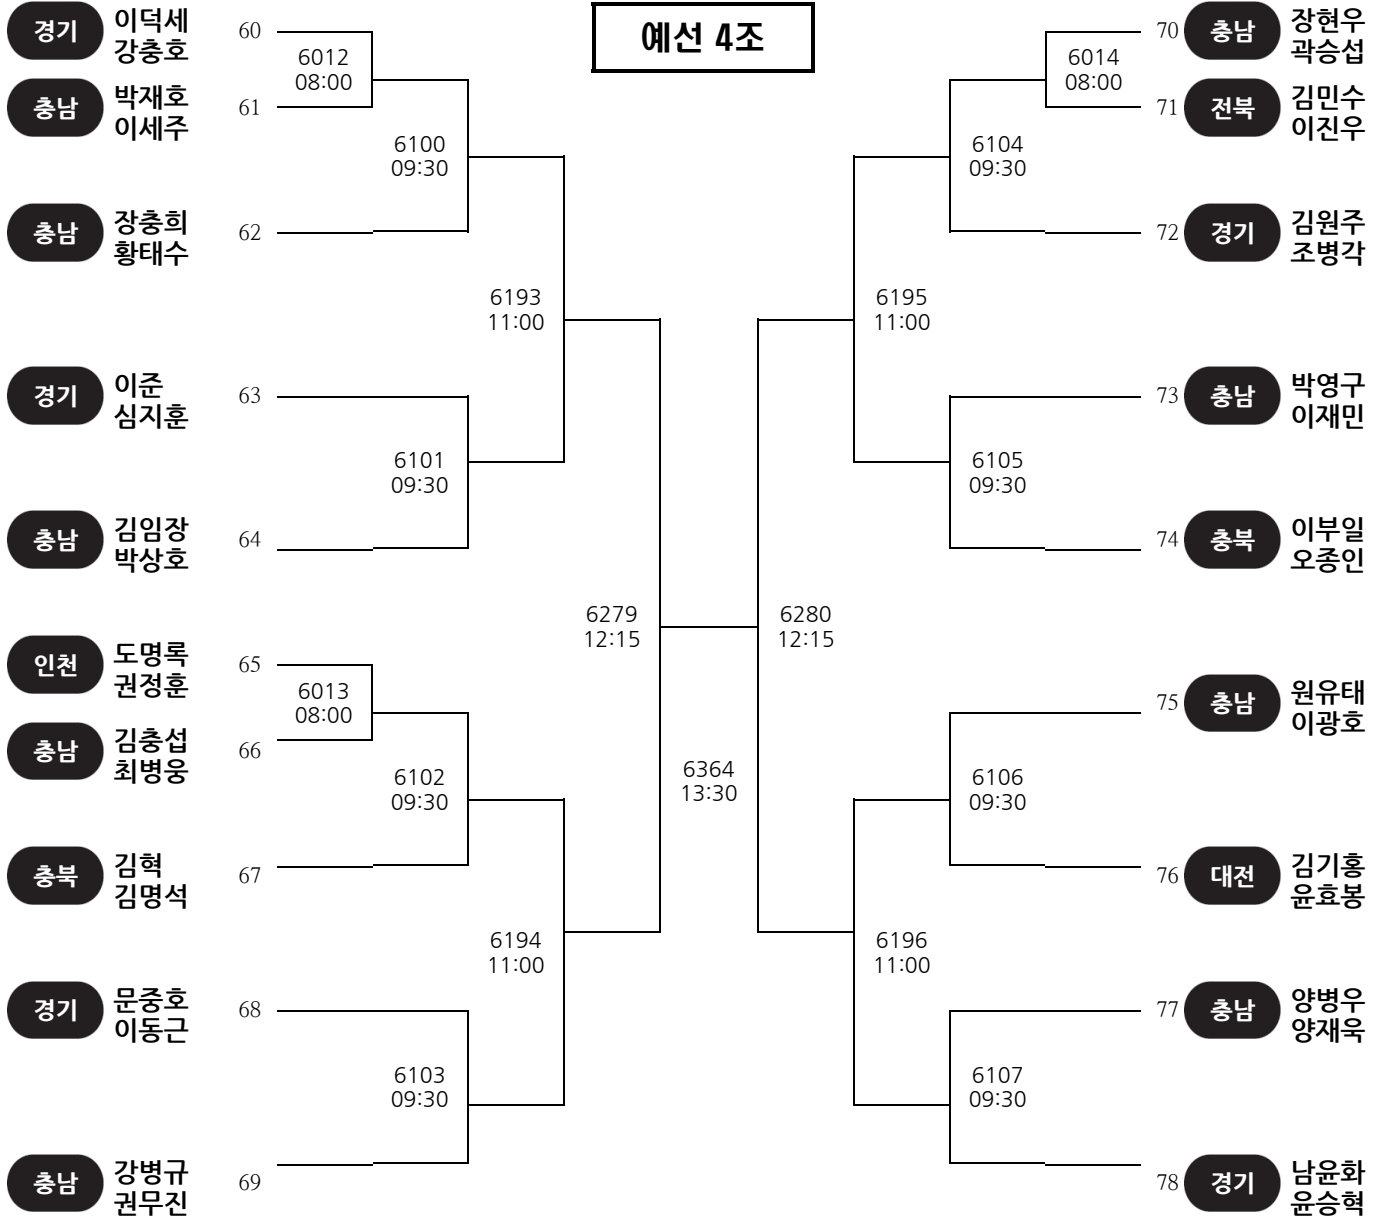 예선 4조
경기
이덕세
강충호
60
6012
08:00
충남
박재호
이세주
61
6100
09:30
충남
장충희
황태수
62
6193
11:00
경기
이준
심지훈
63
6101
09:30
충남
김임장
박상호
64
6279
12:15
인천
도명록
권정훈
65
6013
08:00
충남
김충섭
최병웅
66
6102
09:30
충북
김혁
김명석
67
6194
11:00
경기
문중호
이동근
68
6103
09:30
충남
강병규
권무진
69
6364
13:30
70
충남
장현우
곽승섭
6014
08:00
71
전북
김민수
이진우
6104
09:30
72
경기
김원주
조병각
6195
11:00
73
충남
박영구
이재민
6105
09:30
74
충북
이부일
오종인
6280
12:15
75
충남
원유태
이광호
6106
09:30
76
대전
김기홍
윤효봉
6196
11:00
77
충남
양병우
양재욱
6107
09:30
78
경기
남윤화
윤승혁